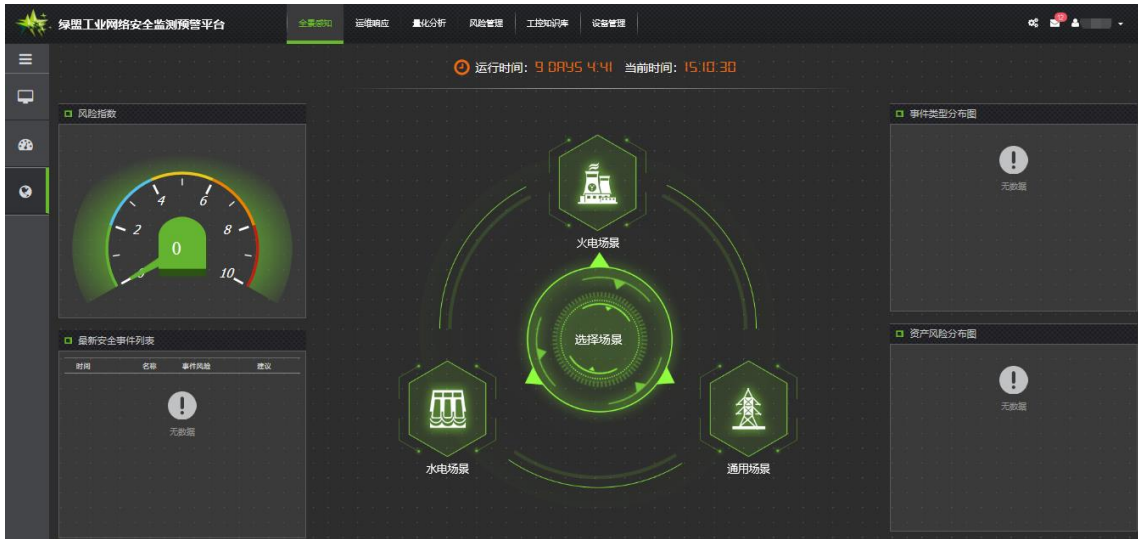 绿盟工业网络安全监测预警平台
全景感知 运维响应 量化分析 风险管理 工控知识库 设备管理
运行时间: 9 DAYS 4:41 当前时间: 15:10:30
风险指数
0 2 4 6 8 10
0
最新安全事件列表
时间 名称 事件风险 建议
无数据
火电场景
选择场景
水电场景
通用场景
事件类型分布图
无数据
资产风险分布图
无数据